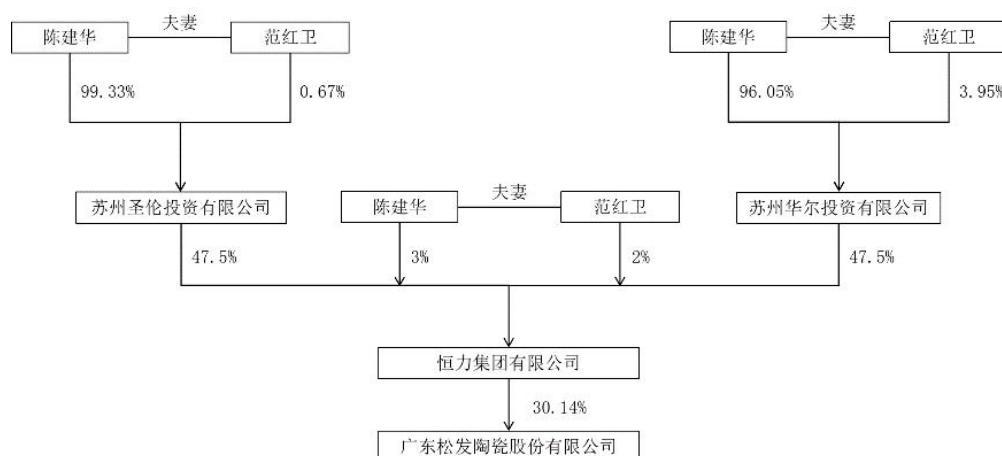 夫妻
夫妻
陈建华
范红卫
陈建华
范红卫
99.33%
0.67%
96.05%
3.95%
苏州圣伦投资有限公司
夫妻
苏州华尔投资有限公司
陈建华
范红卫
47.5%
3%
2%
47.5%
恒力集团有限公司
30.14%
广东松发陶瓷股份有限公司